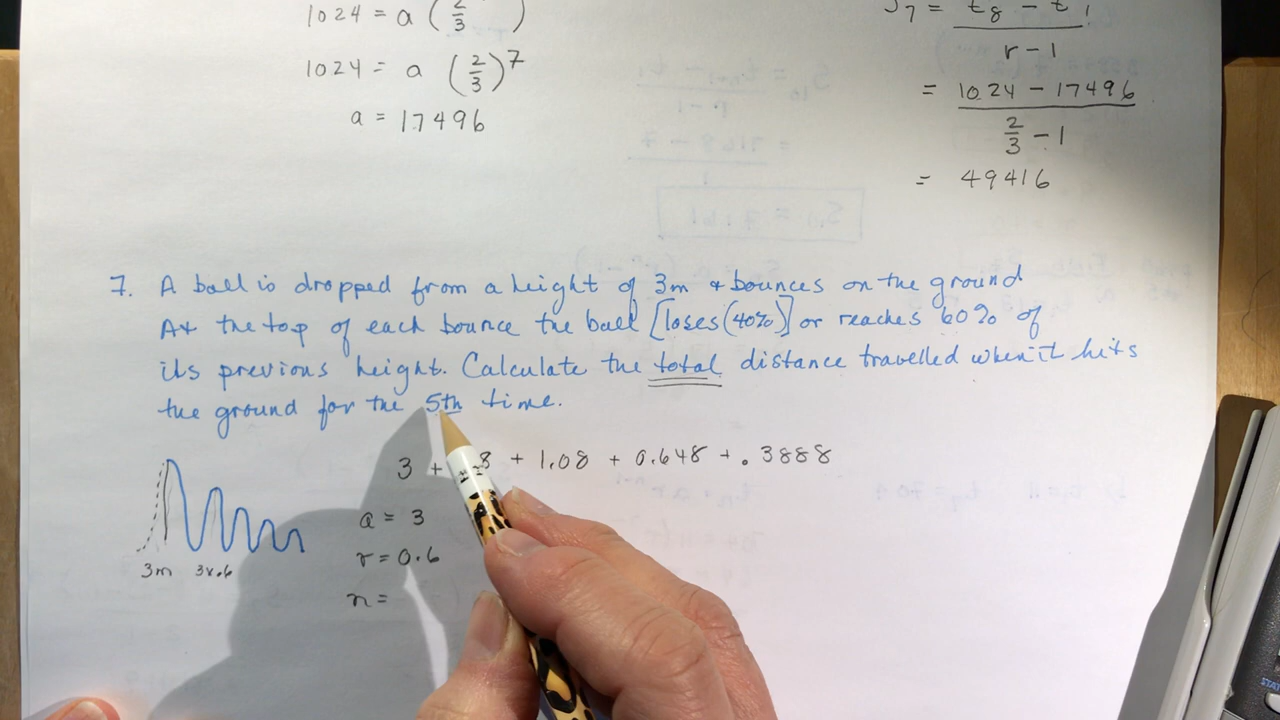 1024 = a (2/3)
1024 = a (2/3)^7
a = 17496
S7 = t8 - t1 / r - 1
= 1024 - 17496 / 2/3 - 1
= 49416
7. A ball is dropped from a height of 3m + bounces on the ground
At the top of each bounce the ball [loses (40%)] or reaches 60% of
its previous height. Calculate the total distance travelled when it hits
the ground for the 5th time.
3 + 8 + 1.08 + 0.648 + .3888
a = 3
r = 0.6
n =
3m 3x.6